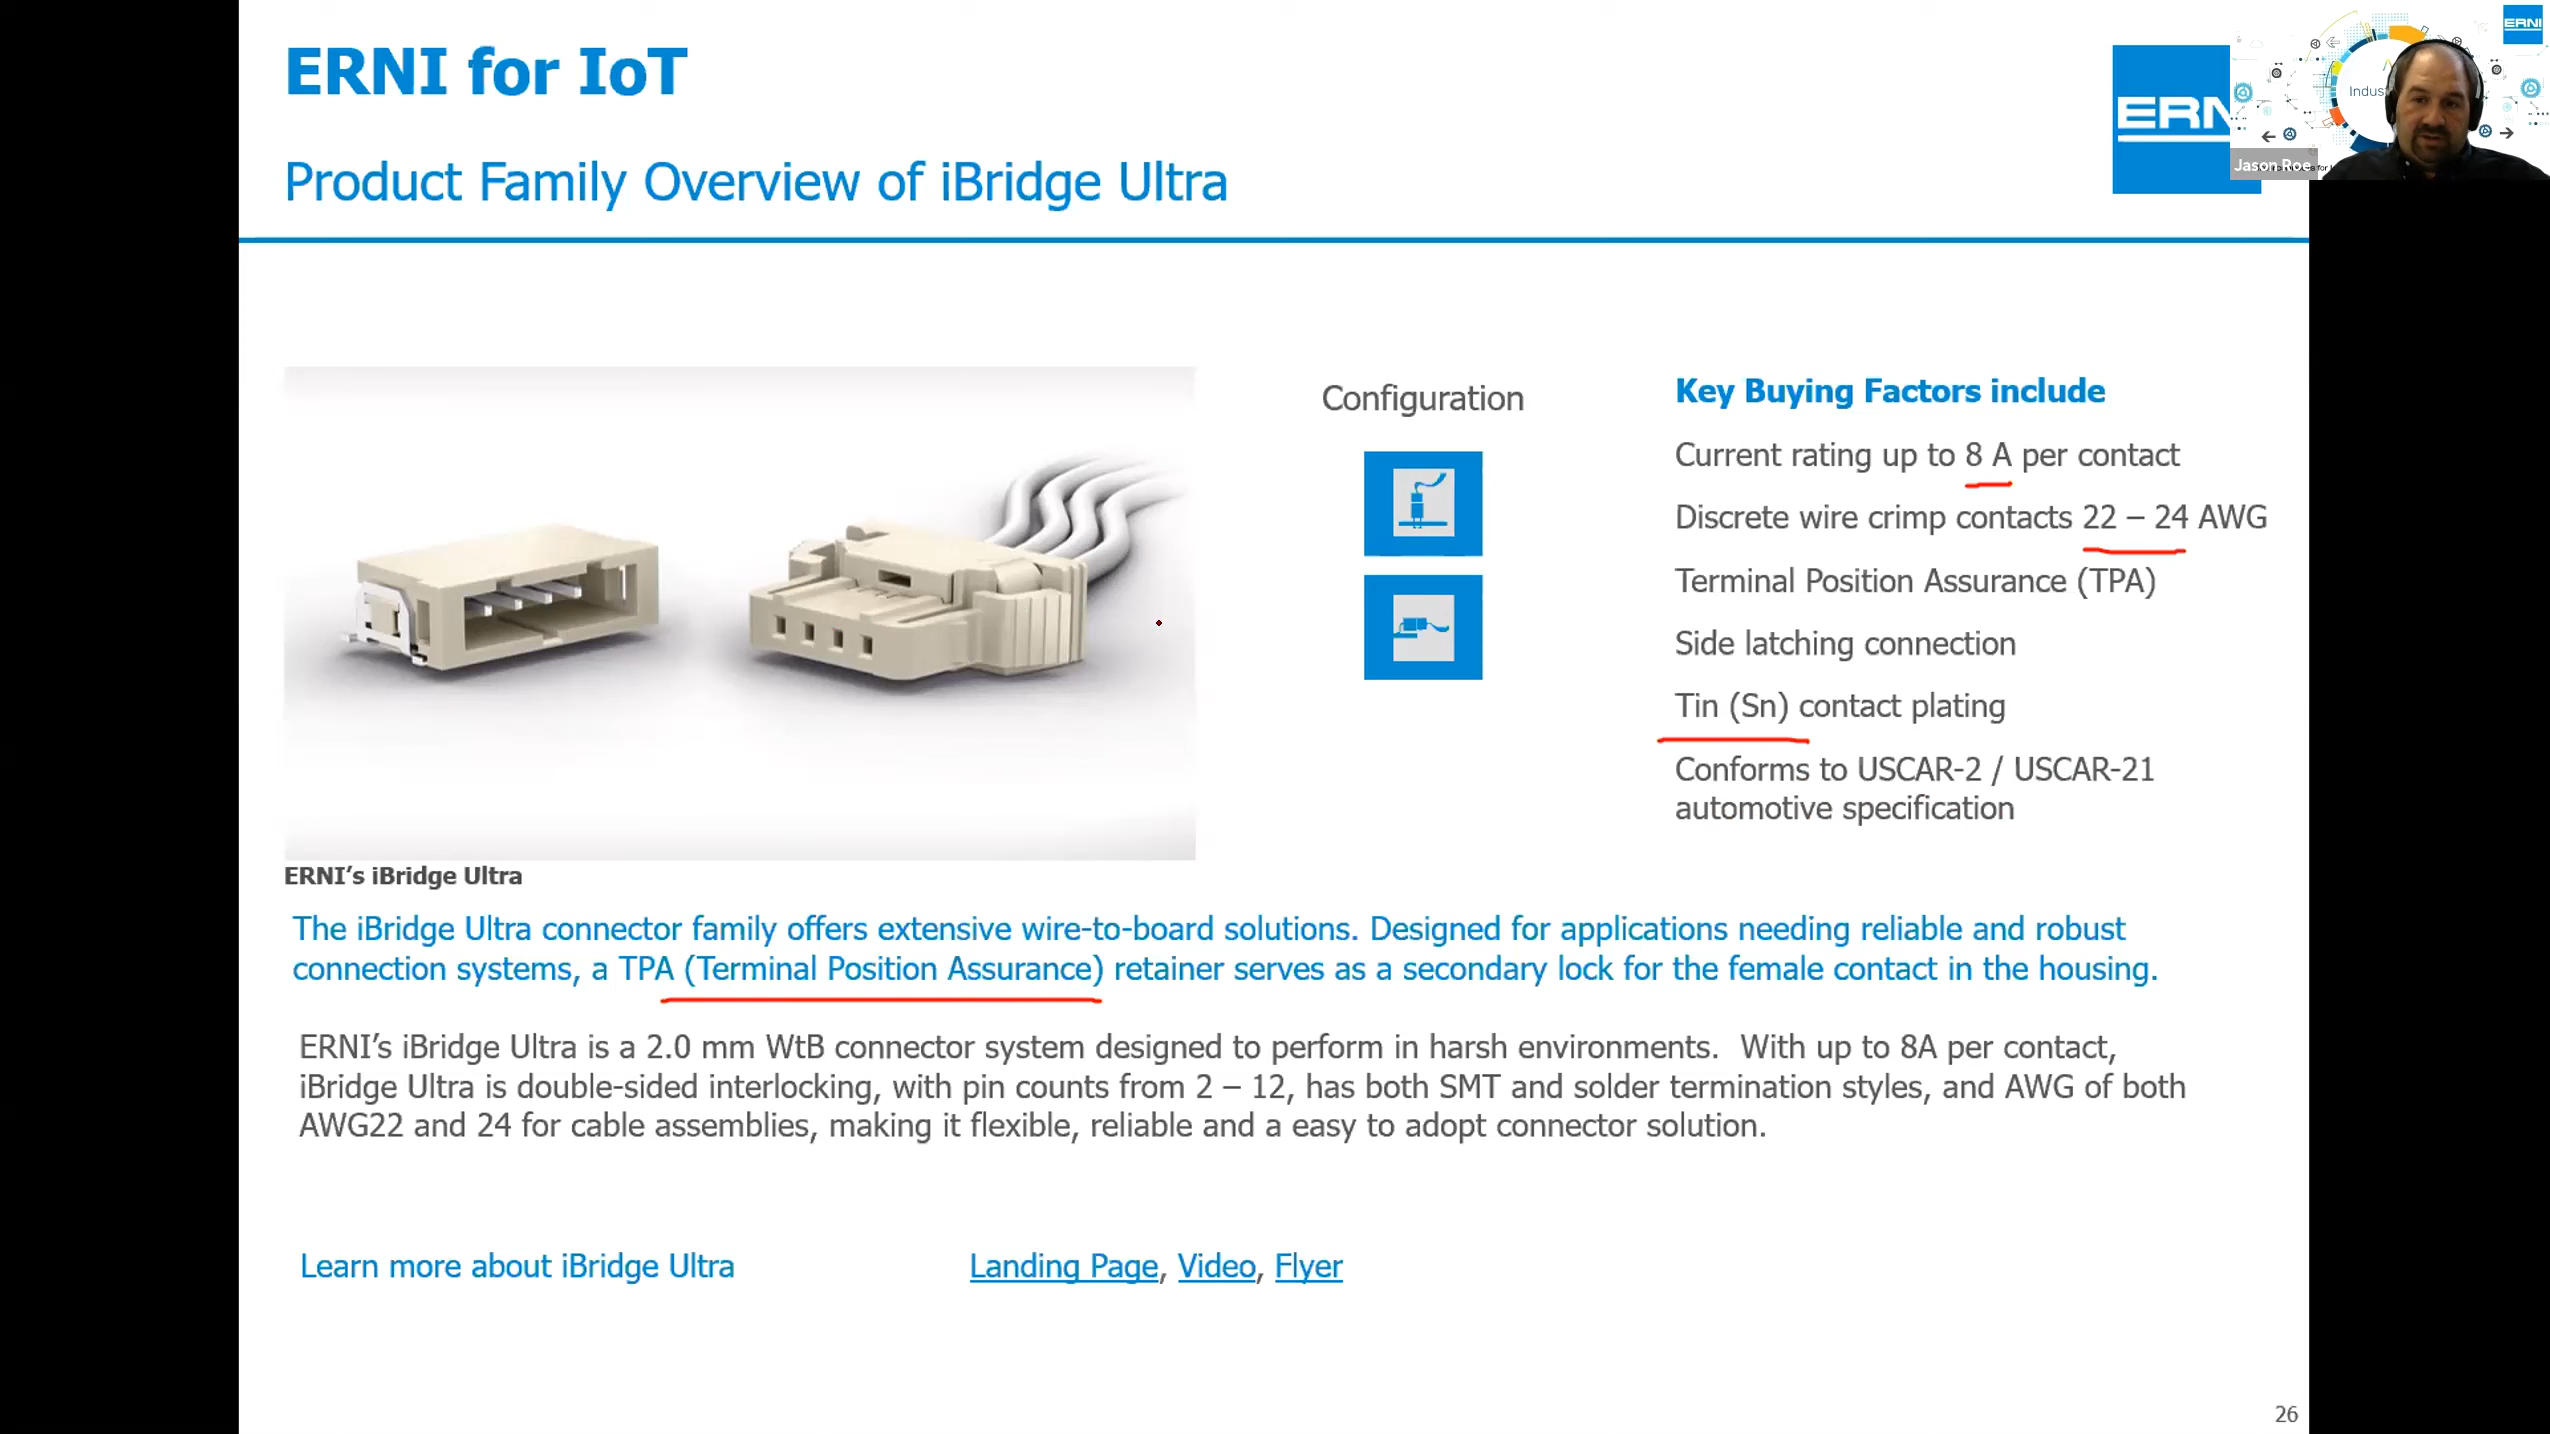 ERNI for IoT
ERNI
ERN
Indus
Jason Roe
Product Family Overview of iBridge Ultra
Configuration
Key Buying Factors include
Current rating up to 8 A per contact
Discrete wire crimp contacts 22 – 24 AWG
Terminal Position Assurance (TPA)
Side latching connection
Tin (Sn) contact plating
Conforms to USCAR-2 / USCAR-21
automotive specification
ERNI’s iBridge Ultra
The iBridge Ultra connector family offers extensive wire-to-board solutions. Designed for applications needing reliable and robust
connection systems, a TPA (Terminal Position Assurance) retainer serves as a secondary lock for the female contact in the housing.
ERNI’s iBridge Ultra is a 2.0 mm WtB connector system designed to perform in harsh environments.  With up to 8A per contact,
iBridge Ultra is double-sided interlocking, with pin counts from 2 – 12, has both SMT and solder termination styles, and AWG of both
AWG22 and 24 for cable assemblies, making it flexible, reliable and a easy to adopt connector solution.
Learn more about iBridge Ultra Landing Page, Video, Flyer
26